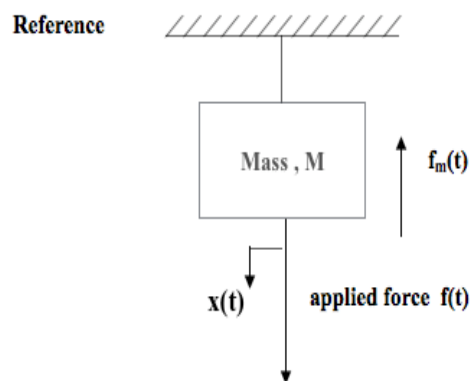 Reference
Mass , M
fm(t)
x(t)
applied force f(t)